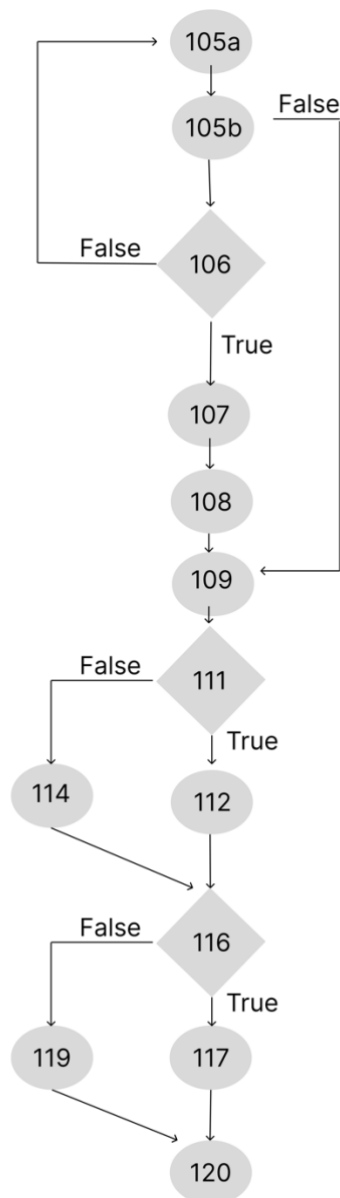 105a
105b
False
False
106
True
107
108
109
False
111
True
114
112
False
116
True
119
117
120